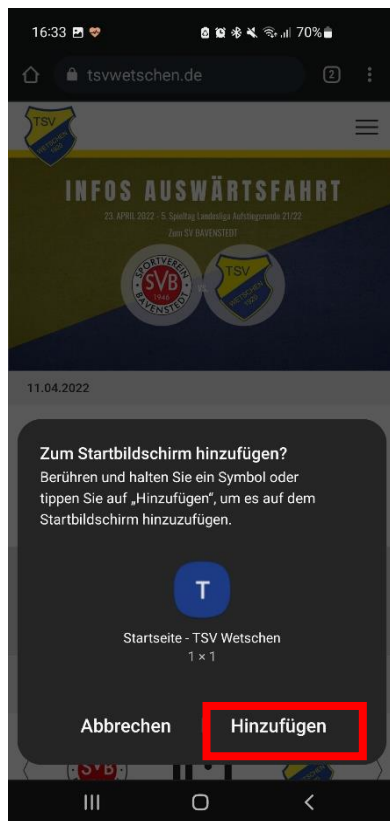 16:33
70%
tsvwetschen.de
2
TSV
WETSCHEN
1920
INFOS AUSWÄRTSFAHRT
23. APRIL 2022 - 5. Spieltag Landesliga Aufstiegsrunde 21/22
Zum SV BAVENSTEDT
SPORTVEREIN
SVB
1946
BAVENSTEDT
TSV
WETSCHEN
1920
11.04.2022
Zum Startbildschirm hinzufügen?
Berühren und halten Sie ein Symbol oder
tippen Sie auf „Hinzufügen“, um es auf dem
Startbildschirm hinzuzufügen.
T
Startseite - TSV Wetschen
1 × 1
Abbrechen
Hinzufügen
SVB